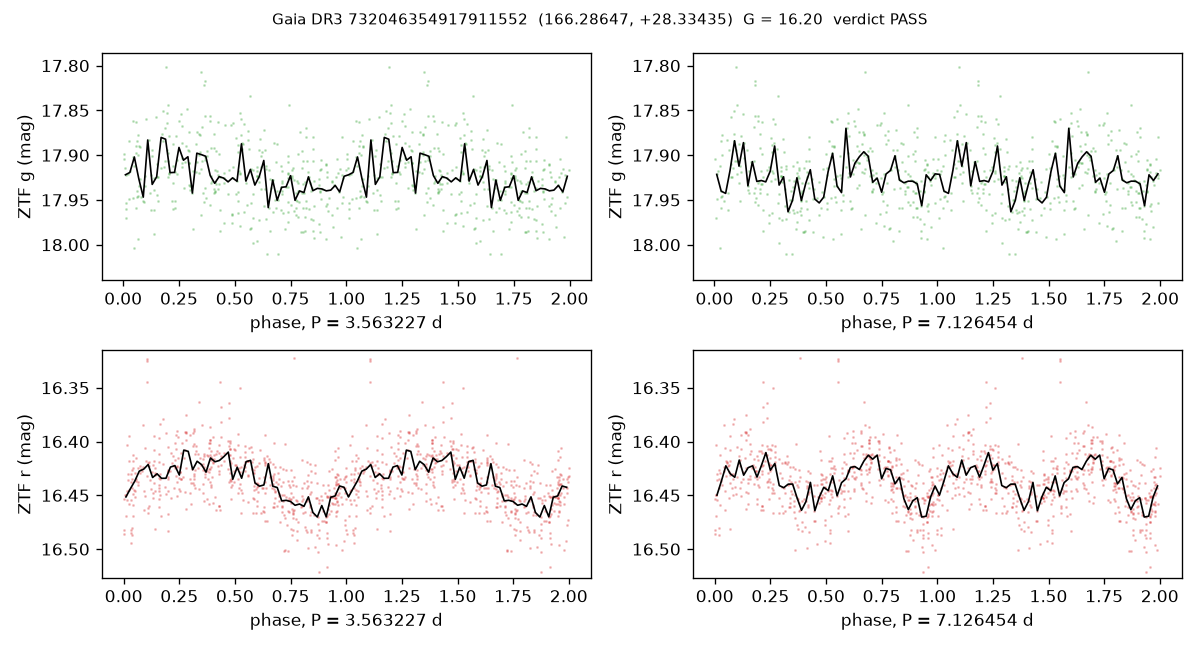 Gaia DR3 732046354917911552 (166.28647, +28.33435) G = 16.20 verdict PASS
17.80
17.85
17.90
17.95
18.00
ZTF g (mag)
0.00 0.25 0.50 0.75 1.00 1.25 1.50 1.75 2.00
phase, P = 3.563227 d
17.80
17.85
17.90
17.95
18.00
ZTF g (mag)
0.00 0.25 0.50 0.75 1.00 1.25 1.50 1.75 2.00
phase, P = 7.126454 d
16.35
16.40
16.45
16.50
ZTF r (mag)
0.00 0.25 0.50 0.75 1.00 1.25 1.50 1.75 2.00
phase, P = 3.563227 d
16.35
16.40
16.45
16.50
ZTF r (mag)
0.00 0.25 0.50 0.75 1.00 1.25 1.50 1.75 2.00
phase, P = 7.126454 d